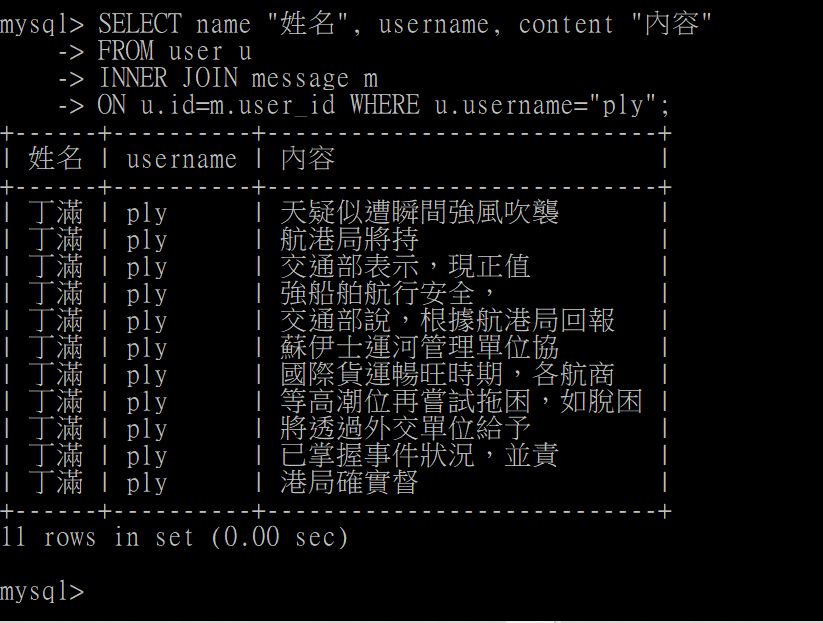 mysql> SELECT name "姓名", username, content "內容"
    -> FROM user u
    -> INNER JOIN message m
    -> ON u.id=m.user_id WHERE u.username="ply";
+------+----------+----------------------------+
| 姓名 | username | 內容                       |
+------+----------+----------------------------+
| 丁滿 | ply      | 天疑似遭瞬間強風吹襲       |
| 丁滿 | ply      | 航港局將持                 |
| 丁滿 | ply      | 交通部表示，現正值         |
| 丁滿 | ply      | 強船舶航行安全，           |
| 丁滿 | ply      | 交通部說，根據航港局回報   |
| 丁滿 | ply      | 蘇伊士運河管理單位協       |
| 丁滿 | ply      | 國際貨運暢旺時期，各航商   |
| 丁滿 | ply      | 等高潮位再嘗試拖困，如脫困 |
| 丁滿 | ply      | 將透過外交單位給予         |
| 丁滿 | ply      | 已掌握事件狀況，並責       |
| 丁滿 | ply      | 港局確實督                 |
+------+----------+----------------------------+
11 rows in set (0.00 sec)
mysql>